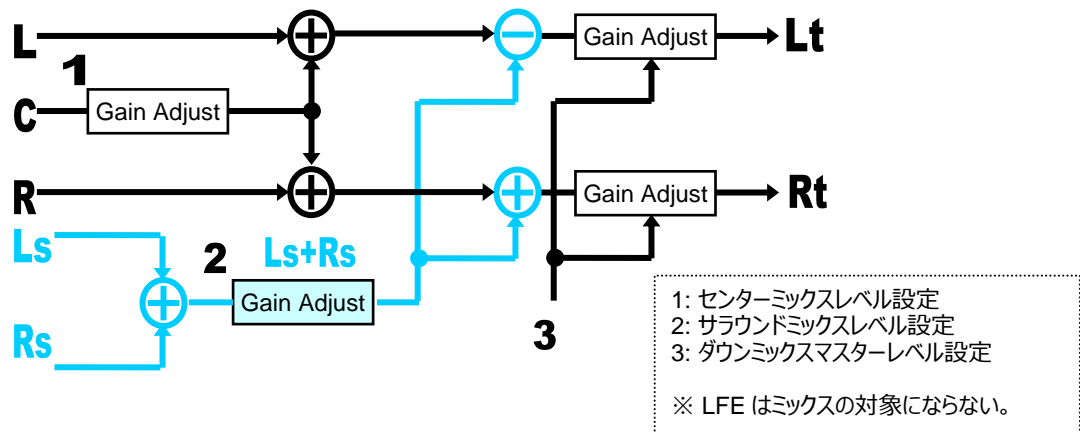 L
Gain Adjust
Lt
1
C
Gain Adjust
R
Gain Adjust
Rt
Ls
2
Ls+Rs
Gain Adjust
Rs
3
1: センターミックスレベル設定
2: サラウンドミックスレベル設定
3: ダウンミックスマスターレベル設定
※ LFE はミックスの対象にならない。